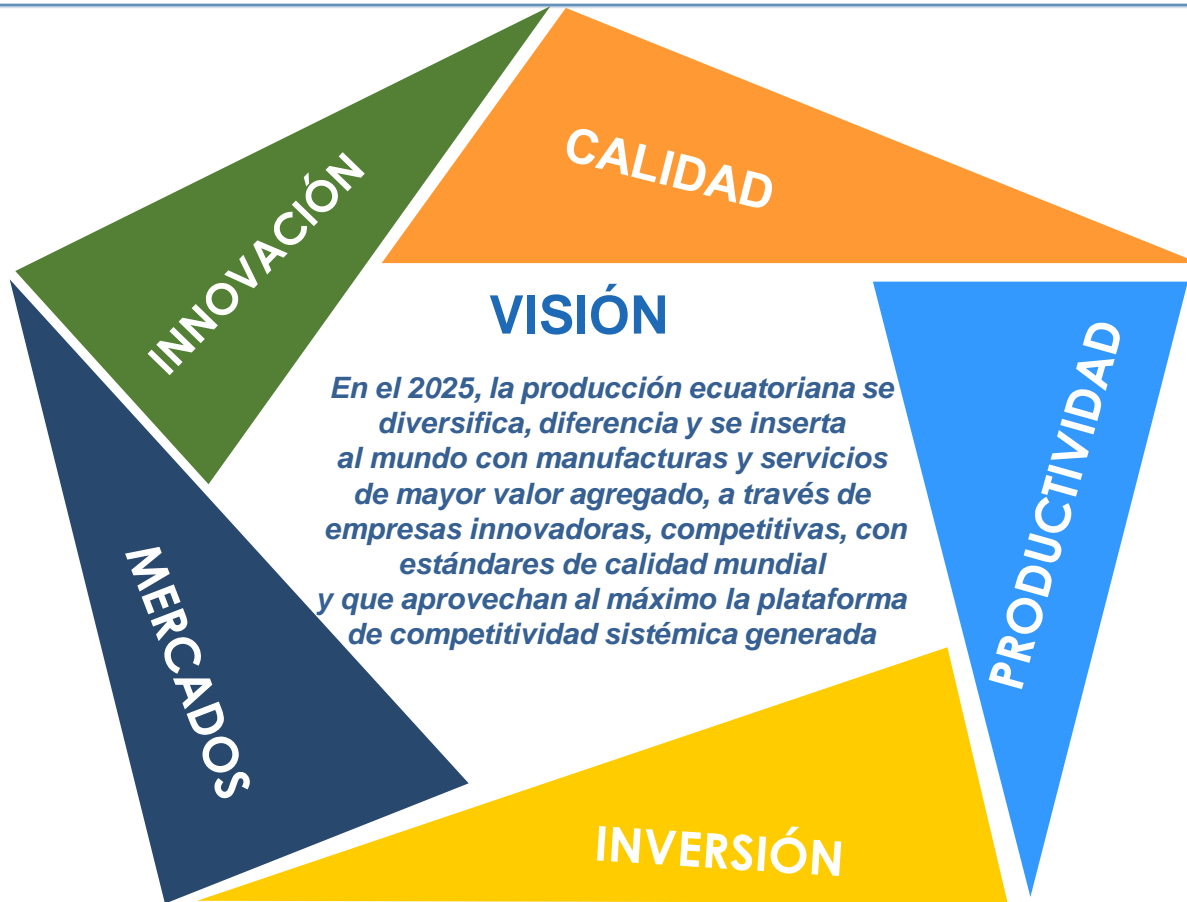 CALIDAD
INNOVACIÓN
VISIÓN
En el 2025, la producción ecuatoriana se
diversifica, diferencia y se inserta
al mundo con manufacturas y servicios
de mayor valor agregado, a través de
empresas innovadoras, competitivas, con
estándares de calidad mundial
y que aprovechan al máximo la plataforma
de competitividad sistémica generada
PRODUCTIVIDAD
MERCADOS
INVERSIÓN